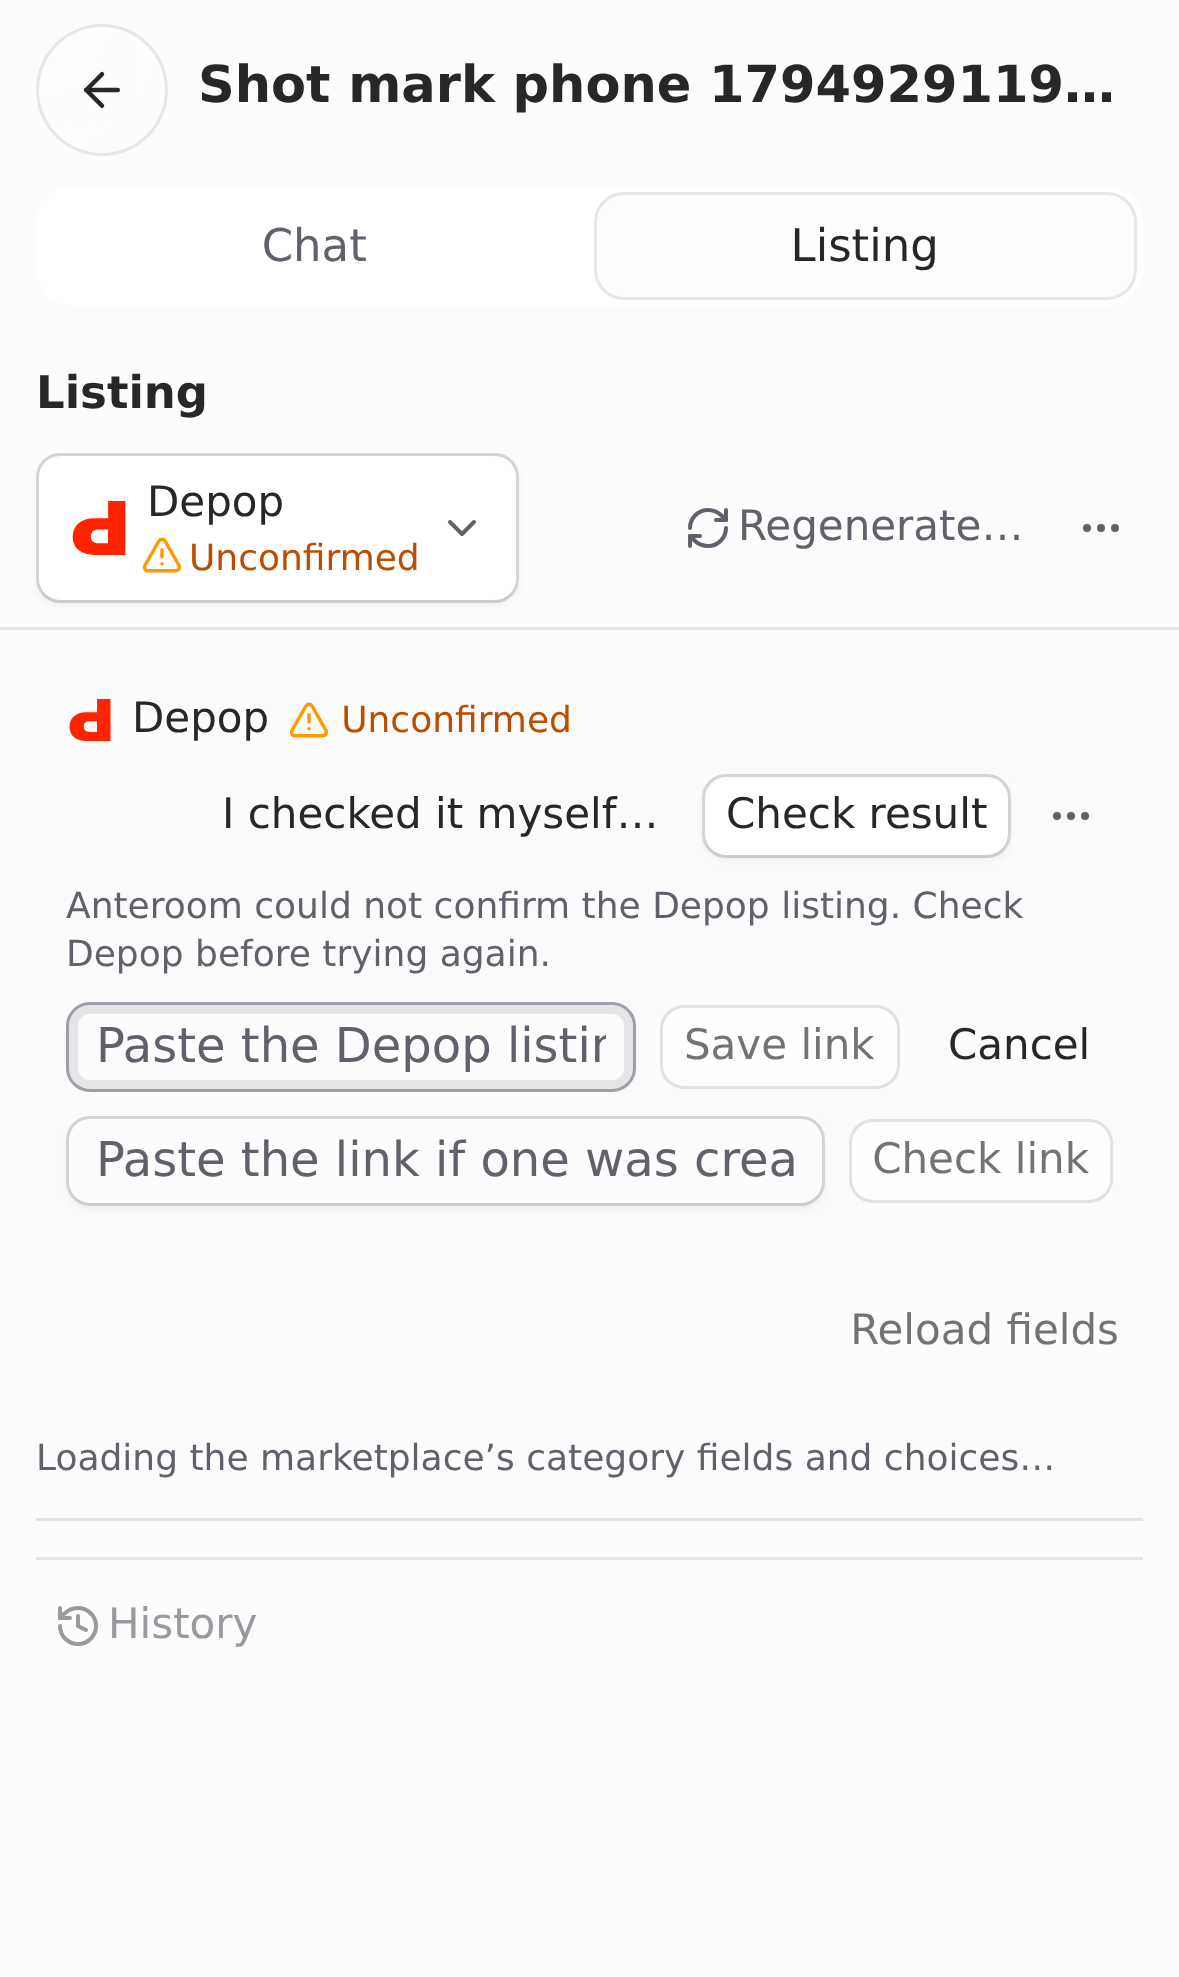 Shot mark phone 1794929119…
Chat
Listing
Listing
Depop
Unconfirmed
Regenerate…
Depop
Unconfirmed
I checked it myself…
Check result
Anteroom could not confirm the Depop listing. Check
Depop before trying again.
Paste the Depop listin
Save link
Cancel
Paste the link if one was crea
Check link
Reload fields
Loading the marketplace’s category fields and choices…
History